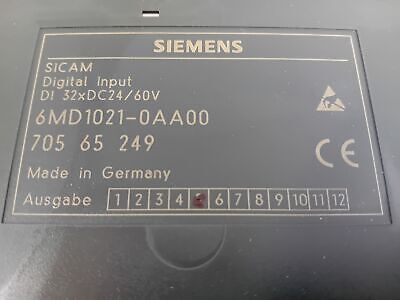 SIEMENS
SICAM
Digital Input
DI 32xDC24/60V
6MD1021-0AA00
705 65 249
CE
Made in Germany
Ausgabe 1 2 3 4 6 7 8 9 10 11 12